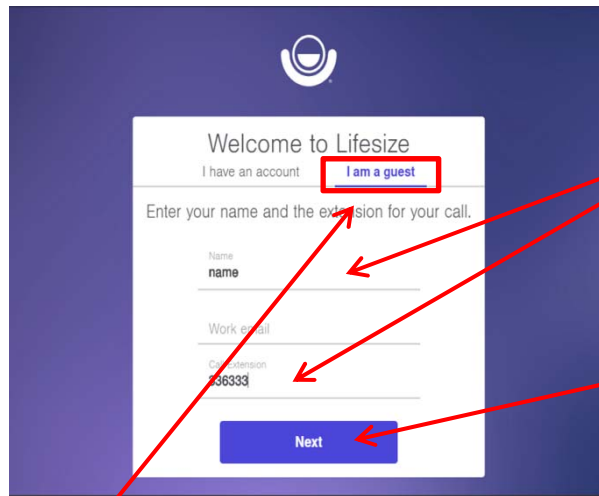 Welcome to Lifesize
I have an account I am a guest
Enter your name and the extension for your call.
Name
name
Work email
Call Extension
336333
Next